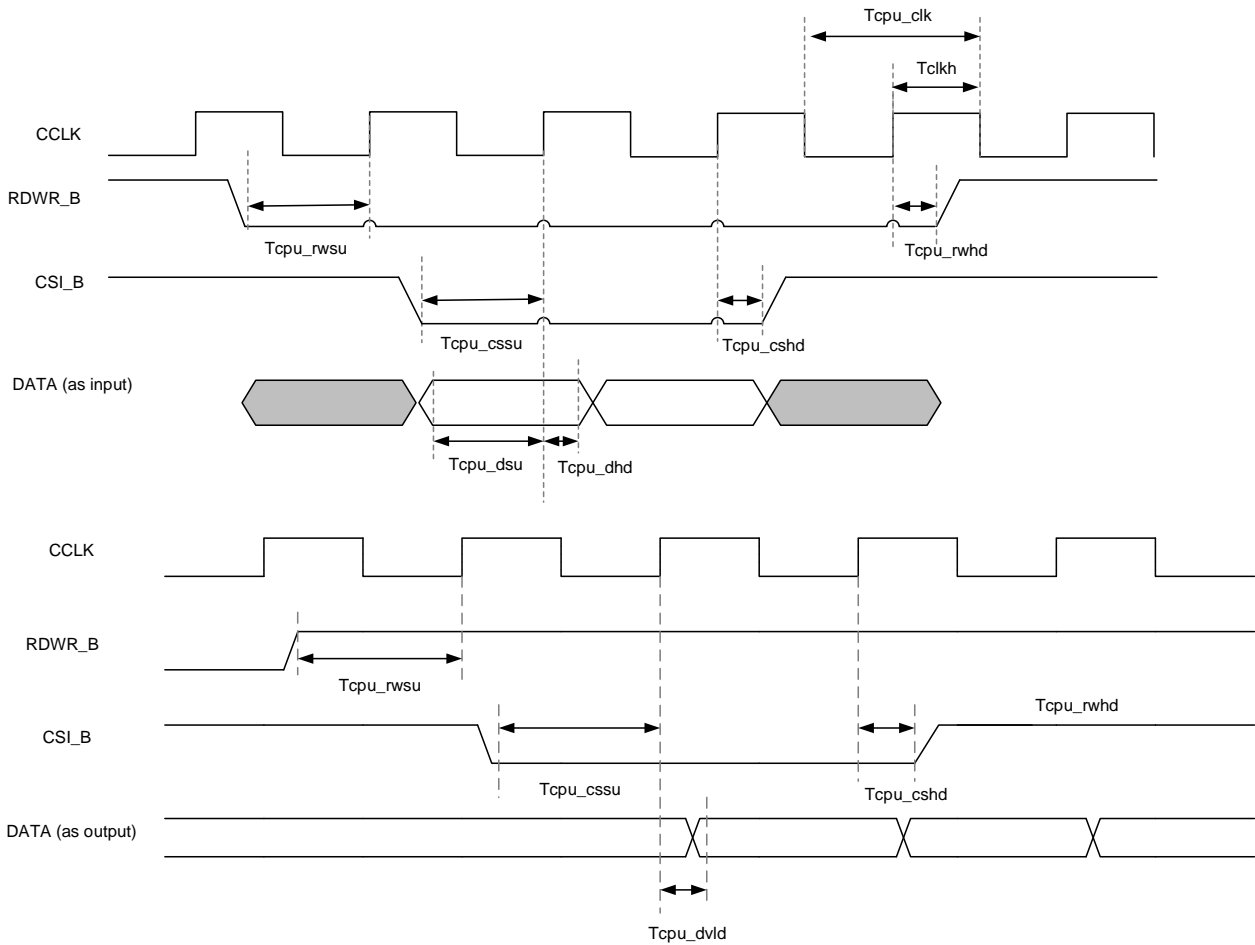 Tcpu_clk
Tclkh
CCLK
RDWR_B
Tcpu_rwsu
Tcpu_rwhd
CSI_B
Tcpu_cssu
Tcpu_cshd
DATA (as input)
Tcpu_dsu
Tcpu_dhd
CCLK
RDWR_B
Tcpu_rwsu
Tcpu_rwhd
CSI_B
Tcpu_cssu
Tcpu_cshd
DATA (as output)
Tcpu_dvld